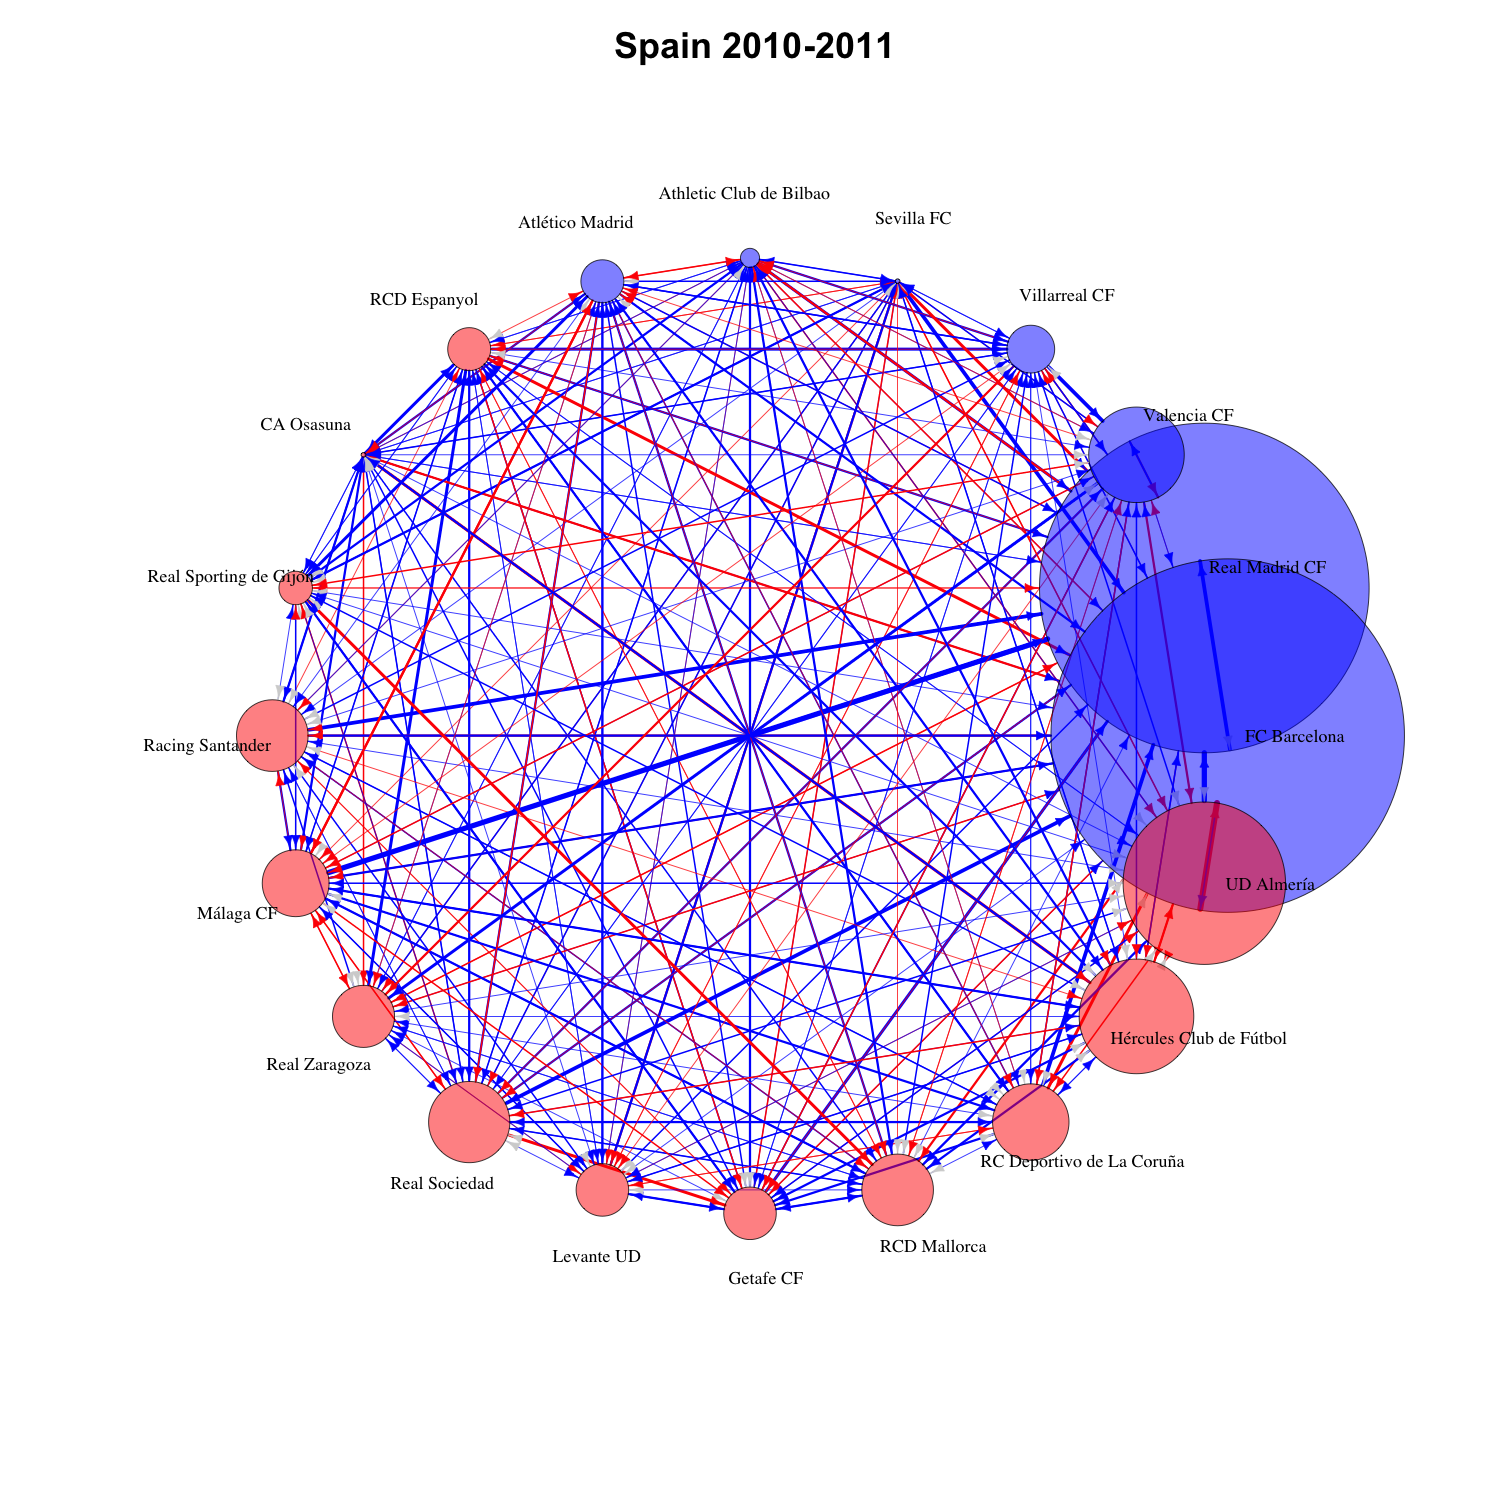 Spain 2010-2011
Athletic Club de Bilbao
Sevilla FC
Atlético Madrid
Villarreal CF
RCD Espanyol
Valencia CF
CA Osasuna
Real Madrid CF
Real Sporting de Gijón
FC Barcelona
Racing Santander
UD Almería
Málaga CF
Hércules Club de Fútbol
Real Zaragoza
RC Deportivo de La Coruña
Real Sociedad
RCD Mallorca
Levante UD
Getafe CF